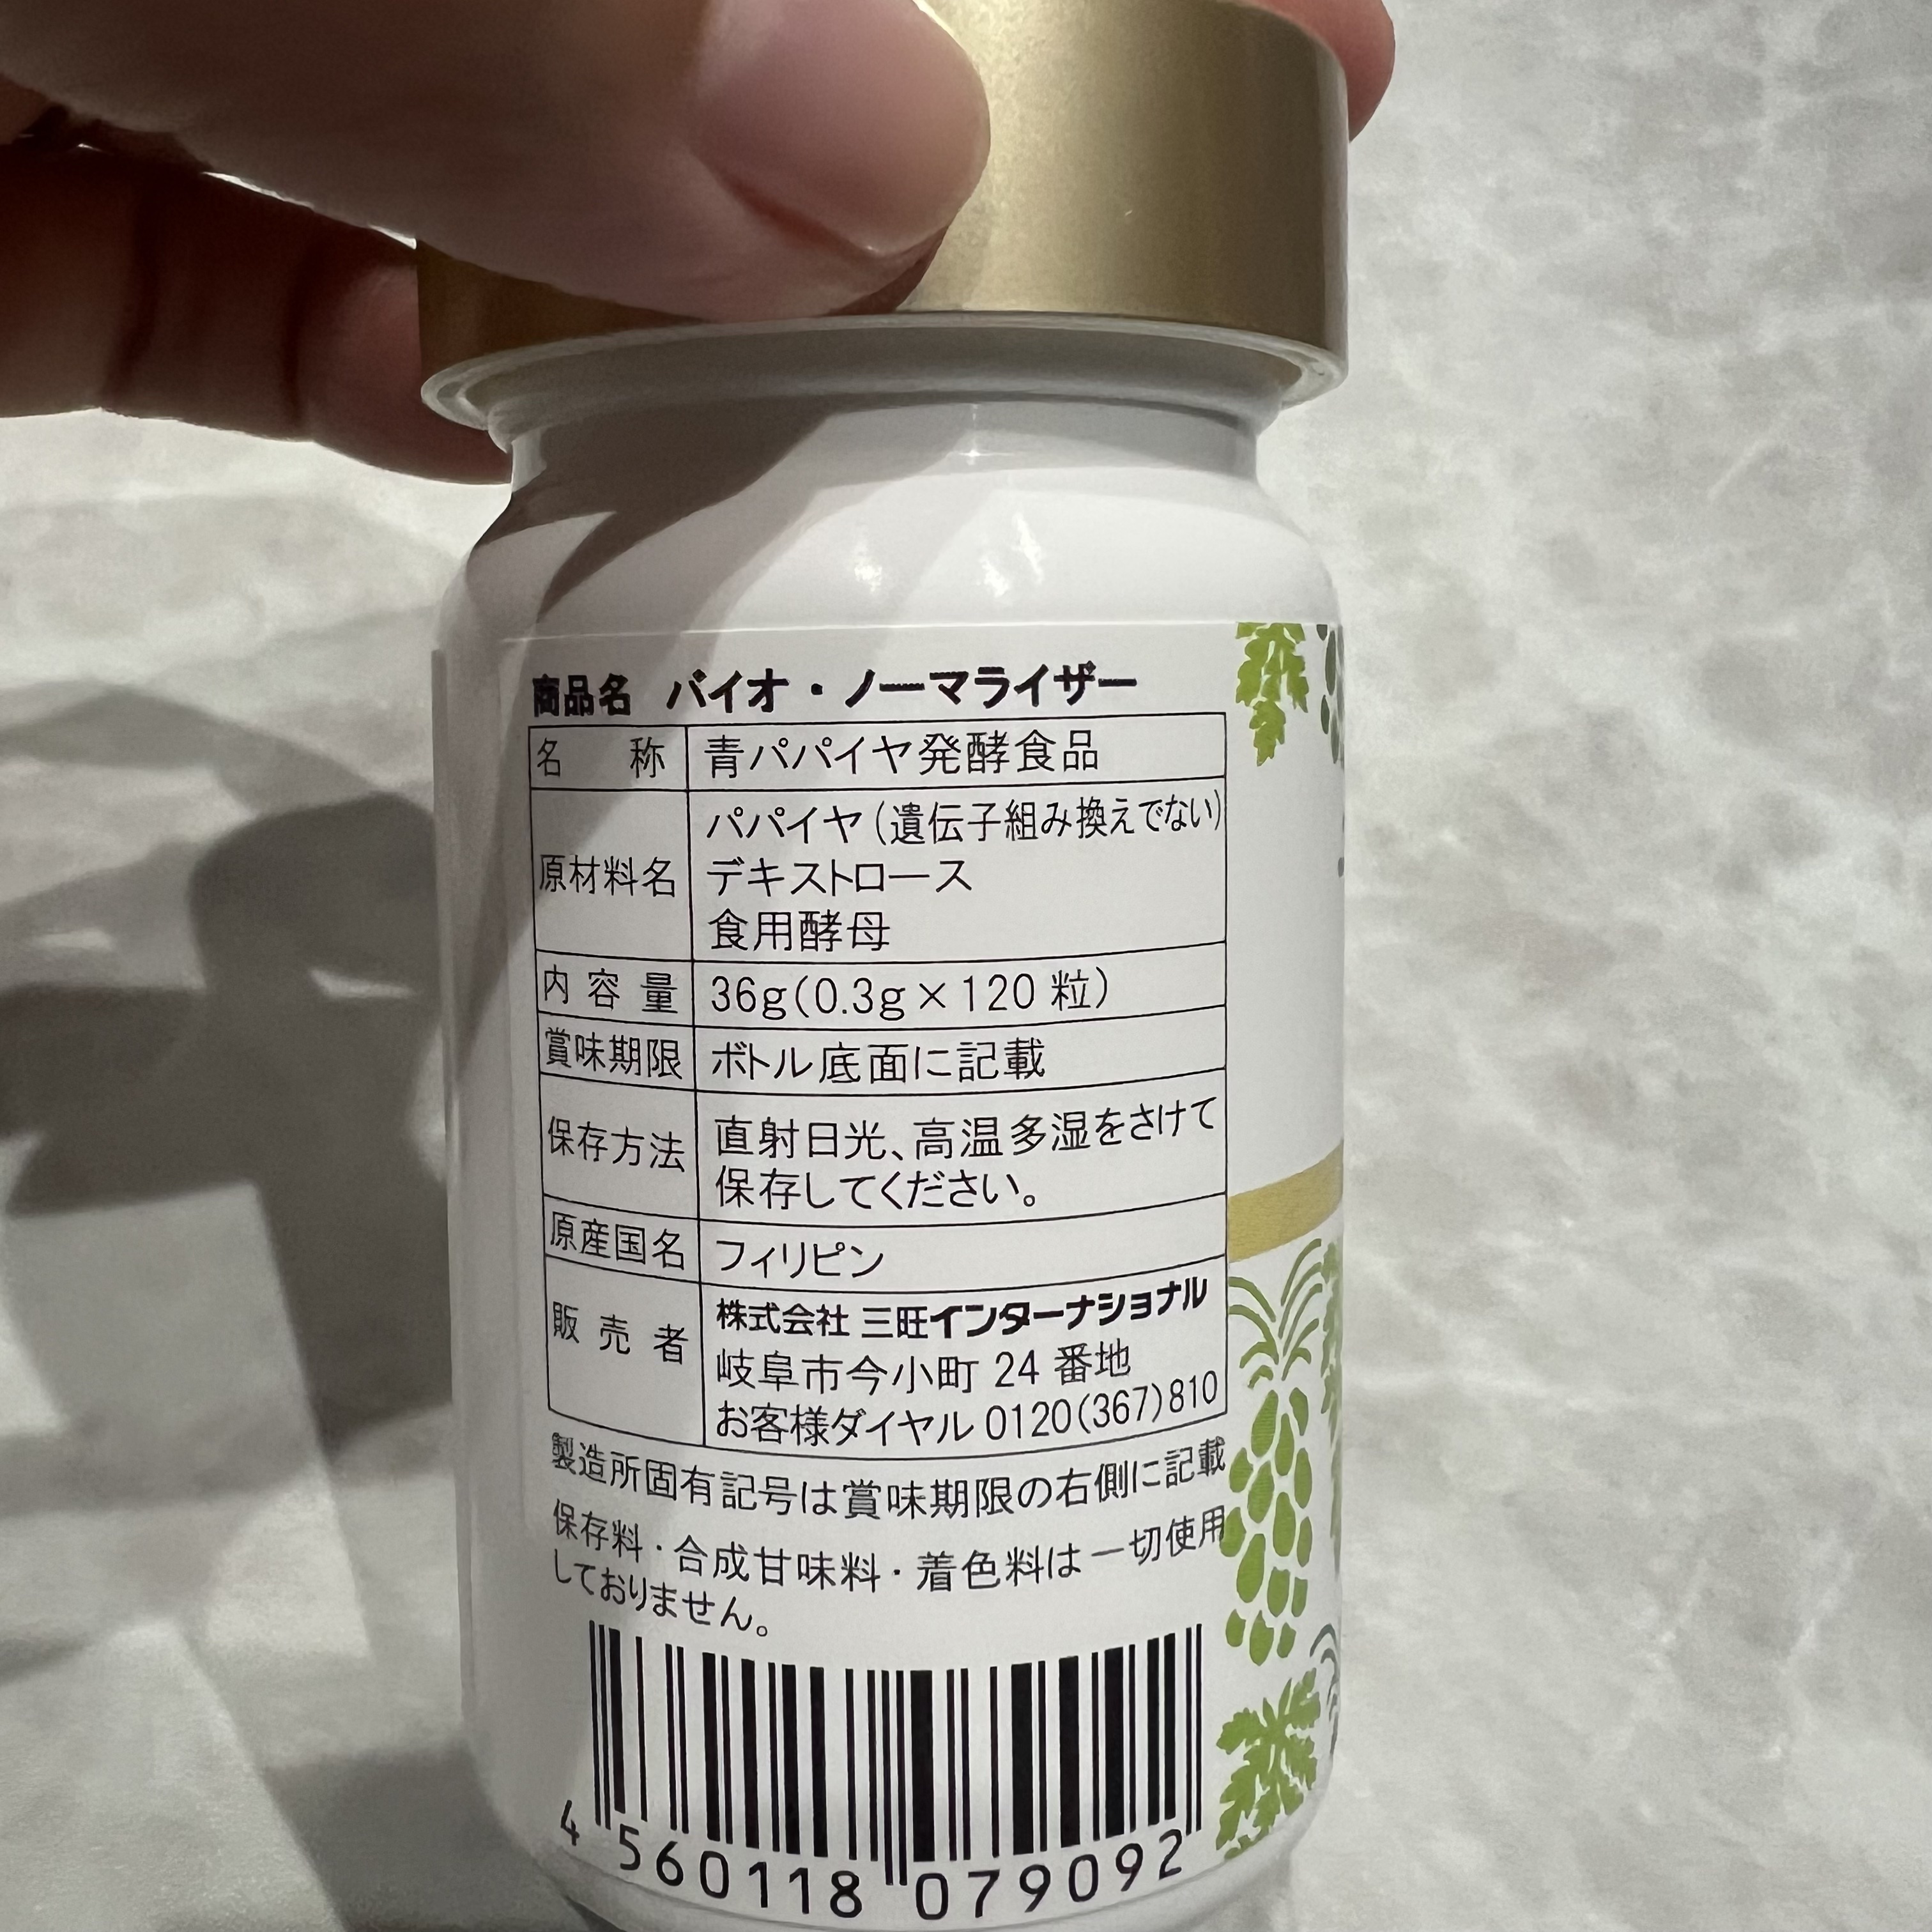 商品名 バイオ・ノーマライザー
名称 青パパイヤ発酵食品
原材料名 パパイヤ(遺伝子組み換えでない)
デキストロース
食用酵母
内容量 36g(0.3g×120粒)
賞味期限 ボトル底面に記載
保存方法 直射日光、高温多湿をさけて
保存してください。
原産国名 フィリピン
販売者 株式会社 三旺インターナショナル
岐阜市今小町 24 番地
お客様ダイヤル 0120(367)810
製造所固有記号は賞味期限の右側に記載
保存料・合成甘味料・着色料は一切使用
しておりません。
4 560118 079092